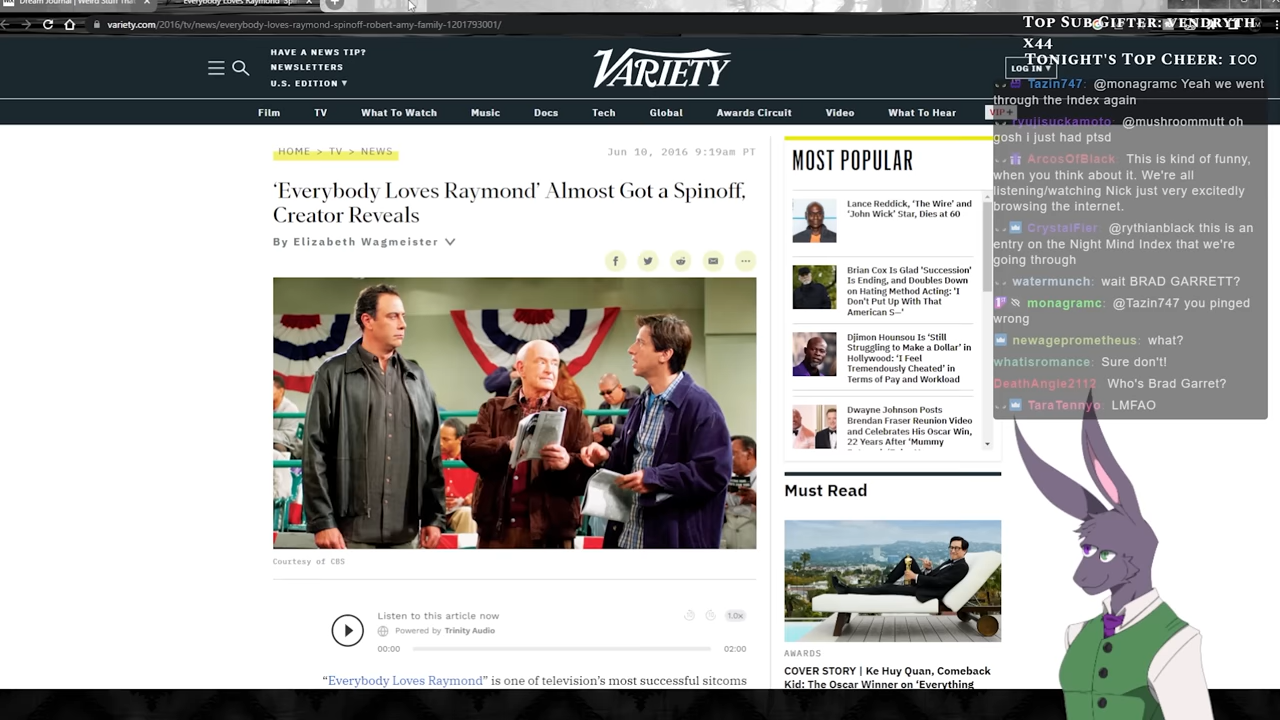 Dream Journal | Weird Stuff That
Everybody Loves Raymond' Sp
variety.com/2016/tv/news/everybody-loves-raymond-spinoff-robert-amy-family-1201793001/
HAVE A NEWS TIP?
NEWSLETTERS
U.S. EDITION
VARIETY
LOG IN
Film TV What To Watch Music Docs Tech Global Awards Circuit Video What To Hear VIP+
HOME > TV > NEWS
Jun 10, 2016 9:19am PT
‘Everybody Loves Raymond’ Almost Got a Spinoff,
Creator Reveals
By Elizabeth Wagmeister
Courtesy of CBS
Listen to this article now
Powered by Trinity Audio
1.0x
00:00
02:00
“Everybody Loves Raymond” is one of television’s most successful sitcoms
MOST POPULAR
Lance Reddick, ‘The Wire’ and
‘John Wick’ Star, Dies at 60
Brian Cox Is Glad ‘Succession’
Is Ending, and Doubles Down
on Hating Method Acting: ‘I
Don’t Put Up With That
American S—’
Djimon Hounsou Is ‘Still
Struggling to Make a Dollar’ in
Hollywood: ‘I Feel
Tremendously Cheated’ in
Terms of Pay and Workload
Dwayne Johnson Posts
Brendan Fraser Reunion Video
and Celebrates His Oscar Win,
22 Years After ‘Mummy
Must Read
AWARDS
COVER STORY | Ke Huy Quan, Comeback
Kid: The Oscar Winner on ‘Everything
Top Sub Gifter: vendryth
x44
Tonight's Top Cheer: 100
Tazin747: @monagramc Yeah we went
through the Index again
ryujisuckamoto: @mushroommutt oh
gosh i just had ptsd
ArcosOfBlack: This is kind of funny,
when you think about it. We're all
listening/watching Nick just very excitedly
browsing the internet.
CrystalFier: @rythianblack this is an
entry on the Night Mind Index that we're
going through
watermunch: wait BRAD GARRETT?
monagramc: @Tazin747 you pinged
wrong
newageprometheus: what?
whatisromance: Sure don't!
DeathAngle2112: Who's Brad Garret?
TaraTennyo: LMFAO